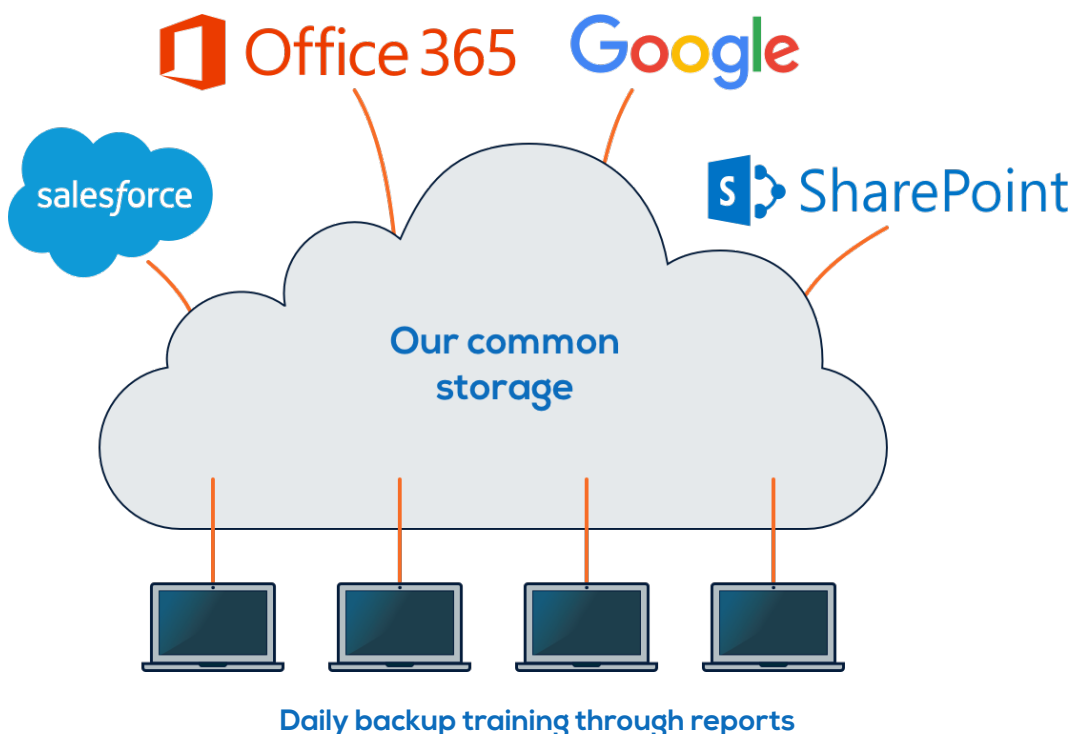 Office 365
Google
salesforce
S SharePoint
Our common
storage
Daily backup training through reports